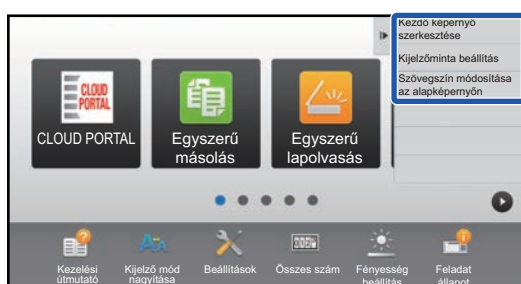 Kezdő képernyő
szerkesztése
Kijelzőminta beállítás
Szövegszín módosítása
az alapképernyőn
CLOUD
PORTAL
CLOUD PORTAL
Egyszerű
másolás
Egyszerű
lapolvasás
Kezelési
útmutató
Kijelző mód
nagyítása
Beállítások
Összes szám
Fényesség
beállítás
Feladat
állapot